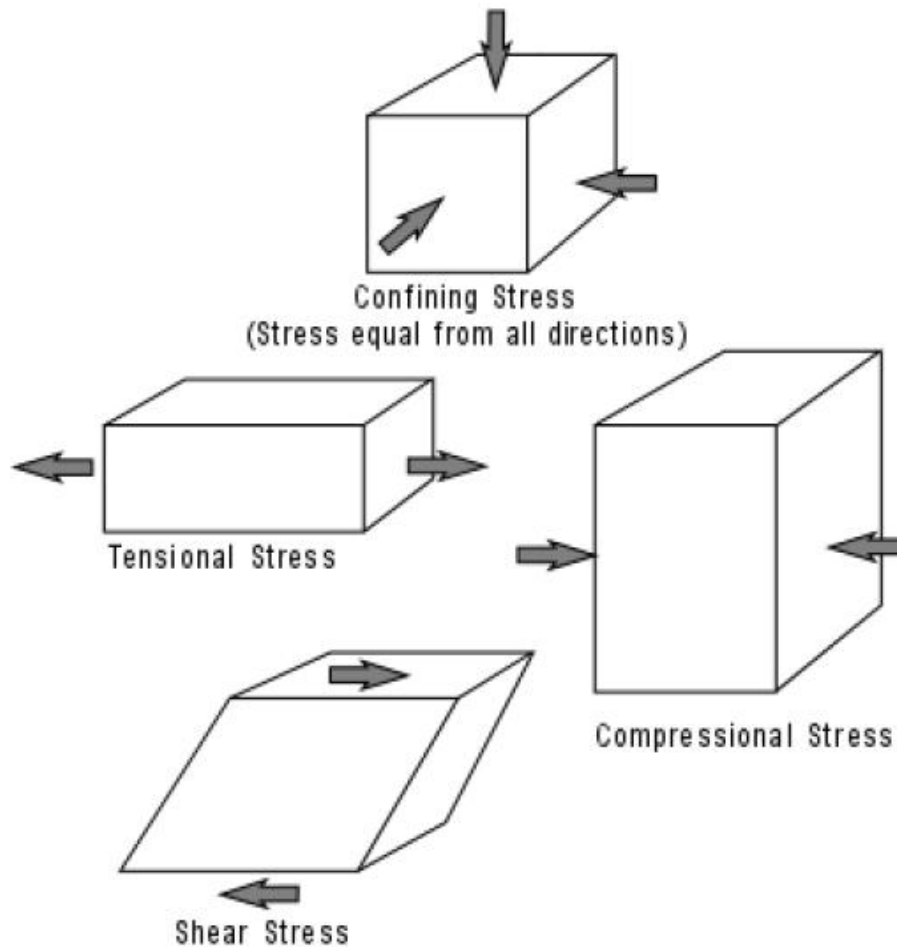 Confining Stress
(Stress equal from all directions)
Tensional Stress
Compressional Stress
Shear Stress